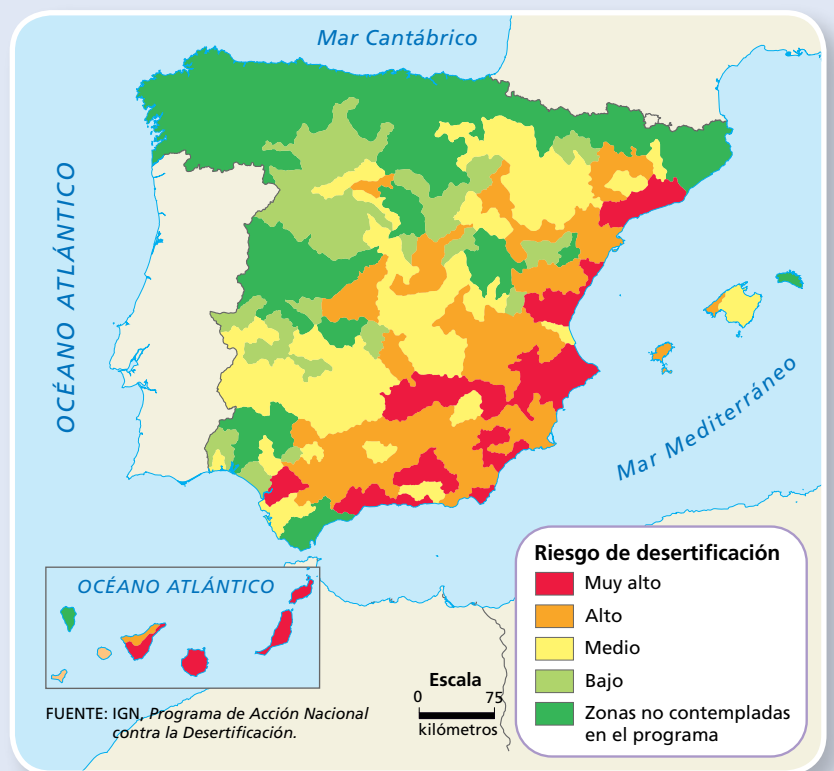 Mar Cantábrico
OCÉANO ATLÁNTICO
Mar Mediterráneo
OCÉANO ATLÁNTICO
Riesgo de desertificación
Muy alto
Alto
Medio
Bajo
Zonas no contempladas
en el programa
Escala
0 75
kilómetros
FUENTE: IGN, Programa de Acción Nacional
contra la Desertificación.